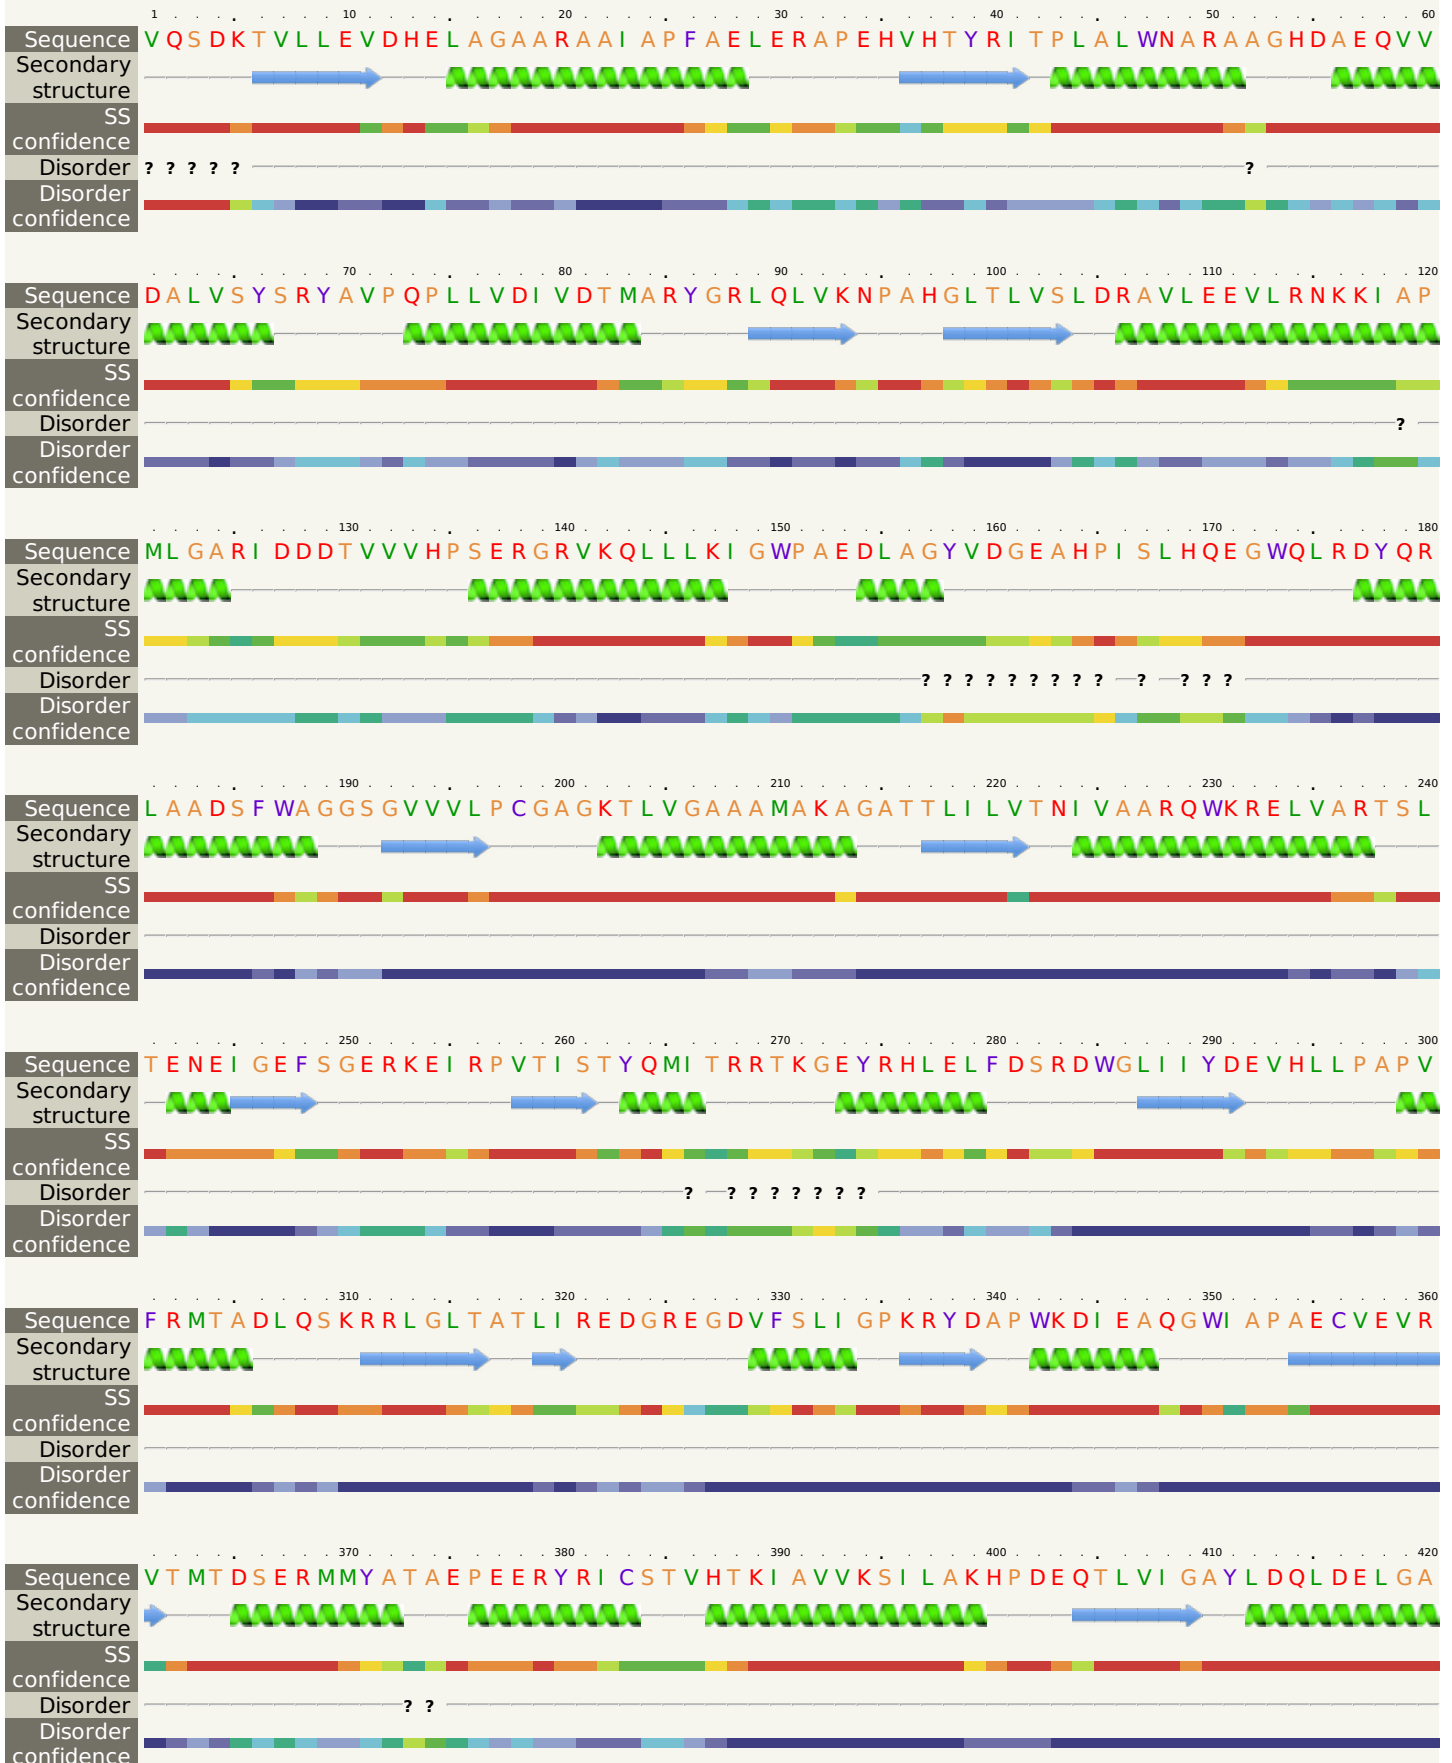 1 10 20 30 40 50 60
Sequence VQSDKTVLLEVDHELAGAARAAIAPFAELERAPEHVHTYRITPLALWNARAAGHDAEQVV
Secondary
structure
SS
confidence
Disorder ? ? ? ? ? ?
Disorder
confidence
70 80 90 100 110 120
Sequence DALVSYSRYAVPQPLLVDIVDTMARYGRLQLVKNPAHGLTLVSLDRAVLEEVLRNKKIAP
Secondary
structure
SS
confidence
Disorder ?
Disorder
confidence
130 140 150 160 170 180
Sequence MLGARIDDDTVVVHPSERGRVKQLLLKIGWPAEDLAGYVDGEAHPISLHQEGWQLRDYQR
Secondary
structure
SS
confidence
Disorder ? ? ? ? ? ? ? ? ? ? ? ? ?
Disorder
confidence
190 200 210 220 230 240
Sequence LAADSFWAGGSGVVVLPCGAGKTLVGAAAMAKAGATTLILVTNIVAARQWKRELVARTSL
Secondary
structure
SS
confidence
Disorder
Disorder
confidence
250 260 270 280 290 300
Sequence TENEIGEFSGERKEIRPVTISTYQMITRRTKGEYRHLELFDSRDWGLIIYDEVHLLPAPV
Secondary
structure
SS
confidence
Disorder ? ? ? ? ? ? ? ?
Disorder
confidence
310 320 330 340 350 360
Sequence FRMTADLQSKRRLGLTATLIREDGREGDVFSLIGPKRYDAPWKDIEAQGWIAPAECVEVR
Secondary
structure
SS
confidence
Disorder
Disorder
confidence
370 380 390 400 410 420
Sequence VTMTDSERMMYATAEPEERYRICSTVHTKIAVVKSILAKHPDEQTLVIGAYLDQLDELGA
Secondary
structure
SS
confidence
Disorder ? ?
Disorder
confidence